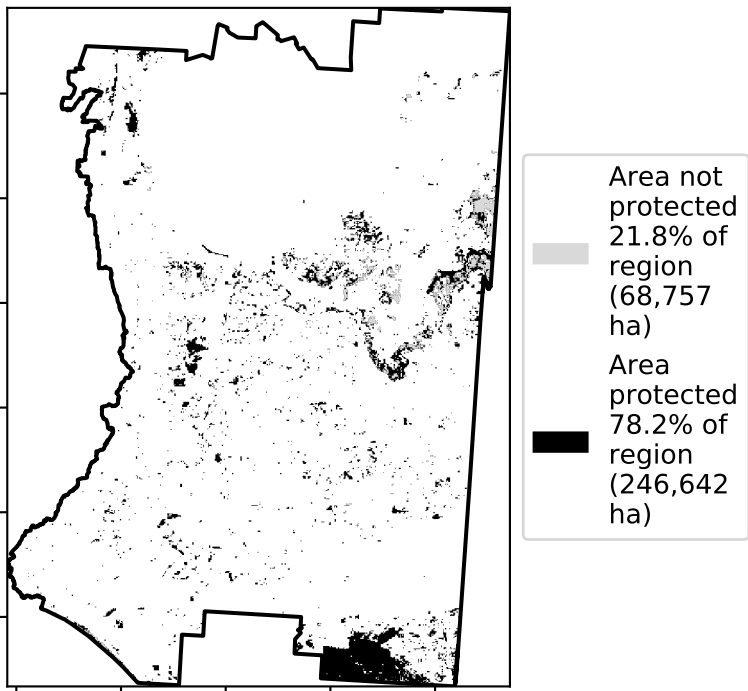 Area not
protected
21.8% of
region
(68,757
ha)
Area
protected
78.2% of
region
(246,642
ha)